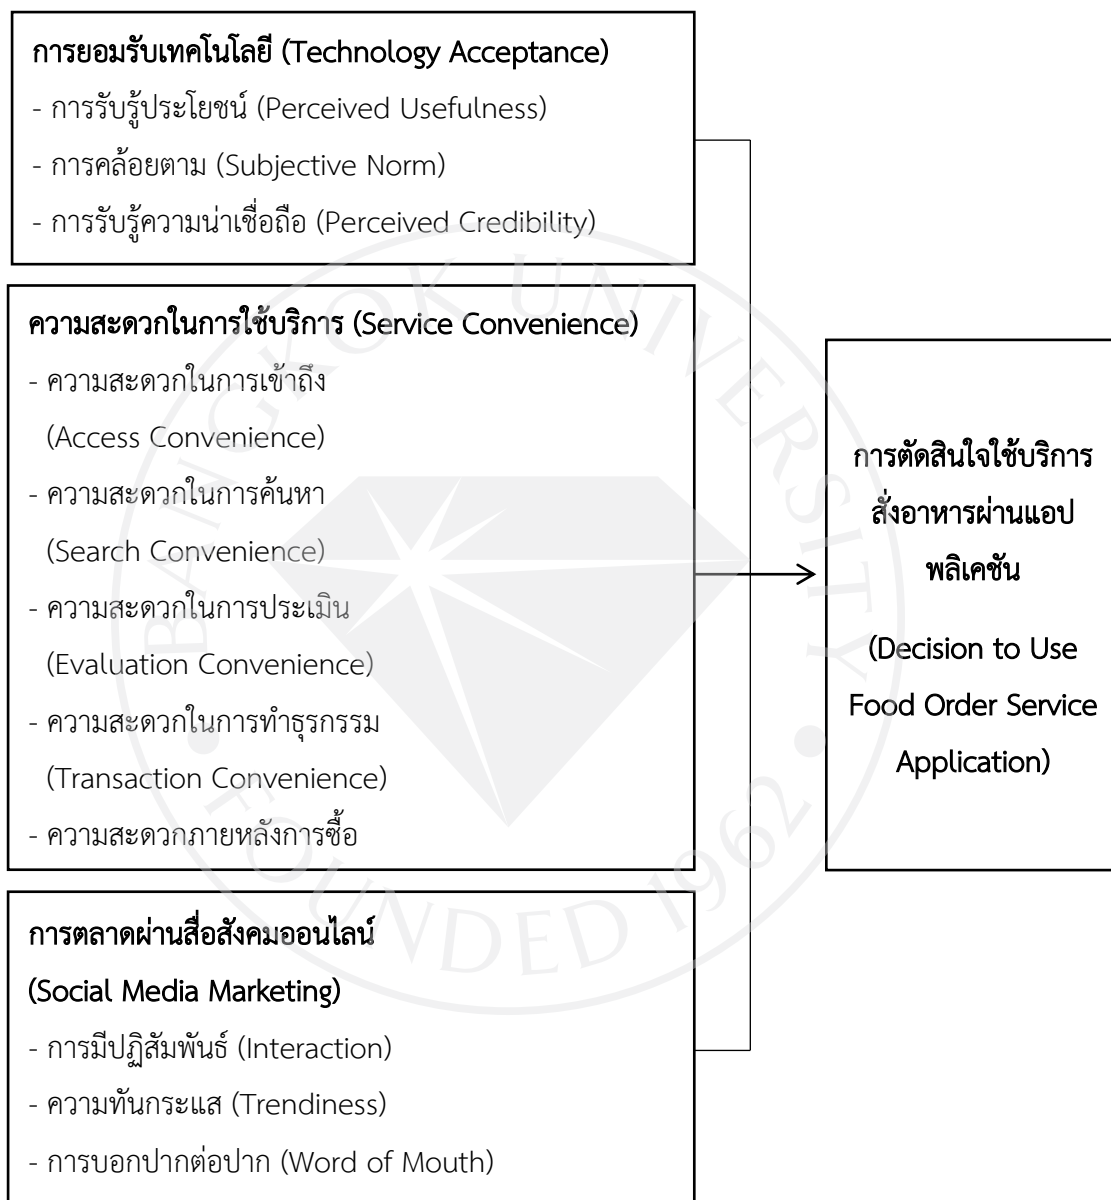 การยอมรับเทคโนโลยี (Technology Acceptance)
- การรับรู้ประโยชน์ (Perceived Usefulness)
- การคล้อยตาม (Subjective Norm)
- การรับรู้ความน่าเชื่อถือ (Perceived Credibility)
ความสะดวกในการใช้บริการ (Service Convenience)
- ความสะดวกในการเข้าถึง
(Access Convenience)
- ความสะดวกในการค้นหา
(Search Convenience)
- ความสะดวกในการประเมิน
(Evaluation Convenience)
- ความสะดวกในการทำธุรกรรม
(Transaction Convenience)
- ความสะดวกภายหลังการซื้อ
การตลาดผ่านสื่อสังคมออนไลน์
(Social Media Marketing)
- การมีปฏิสัมพันธ์ (Interaction)
- ความทันกระแส (Trendiness)
- การบอกปากต่อปาก (Word of Mouth)
การตัดสินใจใช้บริการ
สั่งอาหารผ่านแอป
พลิเคชัน
(Decision to Use
Food Order Service
Application)
BANGKOK UNIVERSITY
FOUNDED 1962